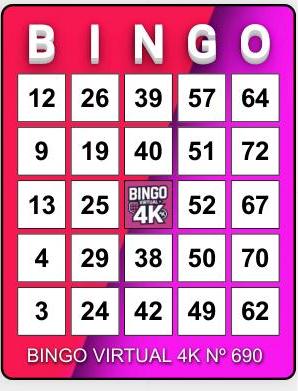 B I N G O
12 26 39 57 64
9 19 40 51 72
13 25 BINGO VIRTUAL 4K 52 67
4 29 38 50 70
3 24 42 49 62
BINGO VIRTUAL 4K Nº 690